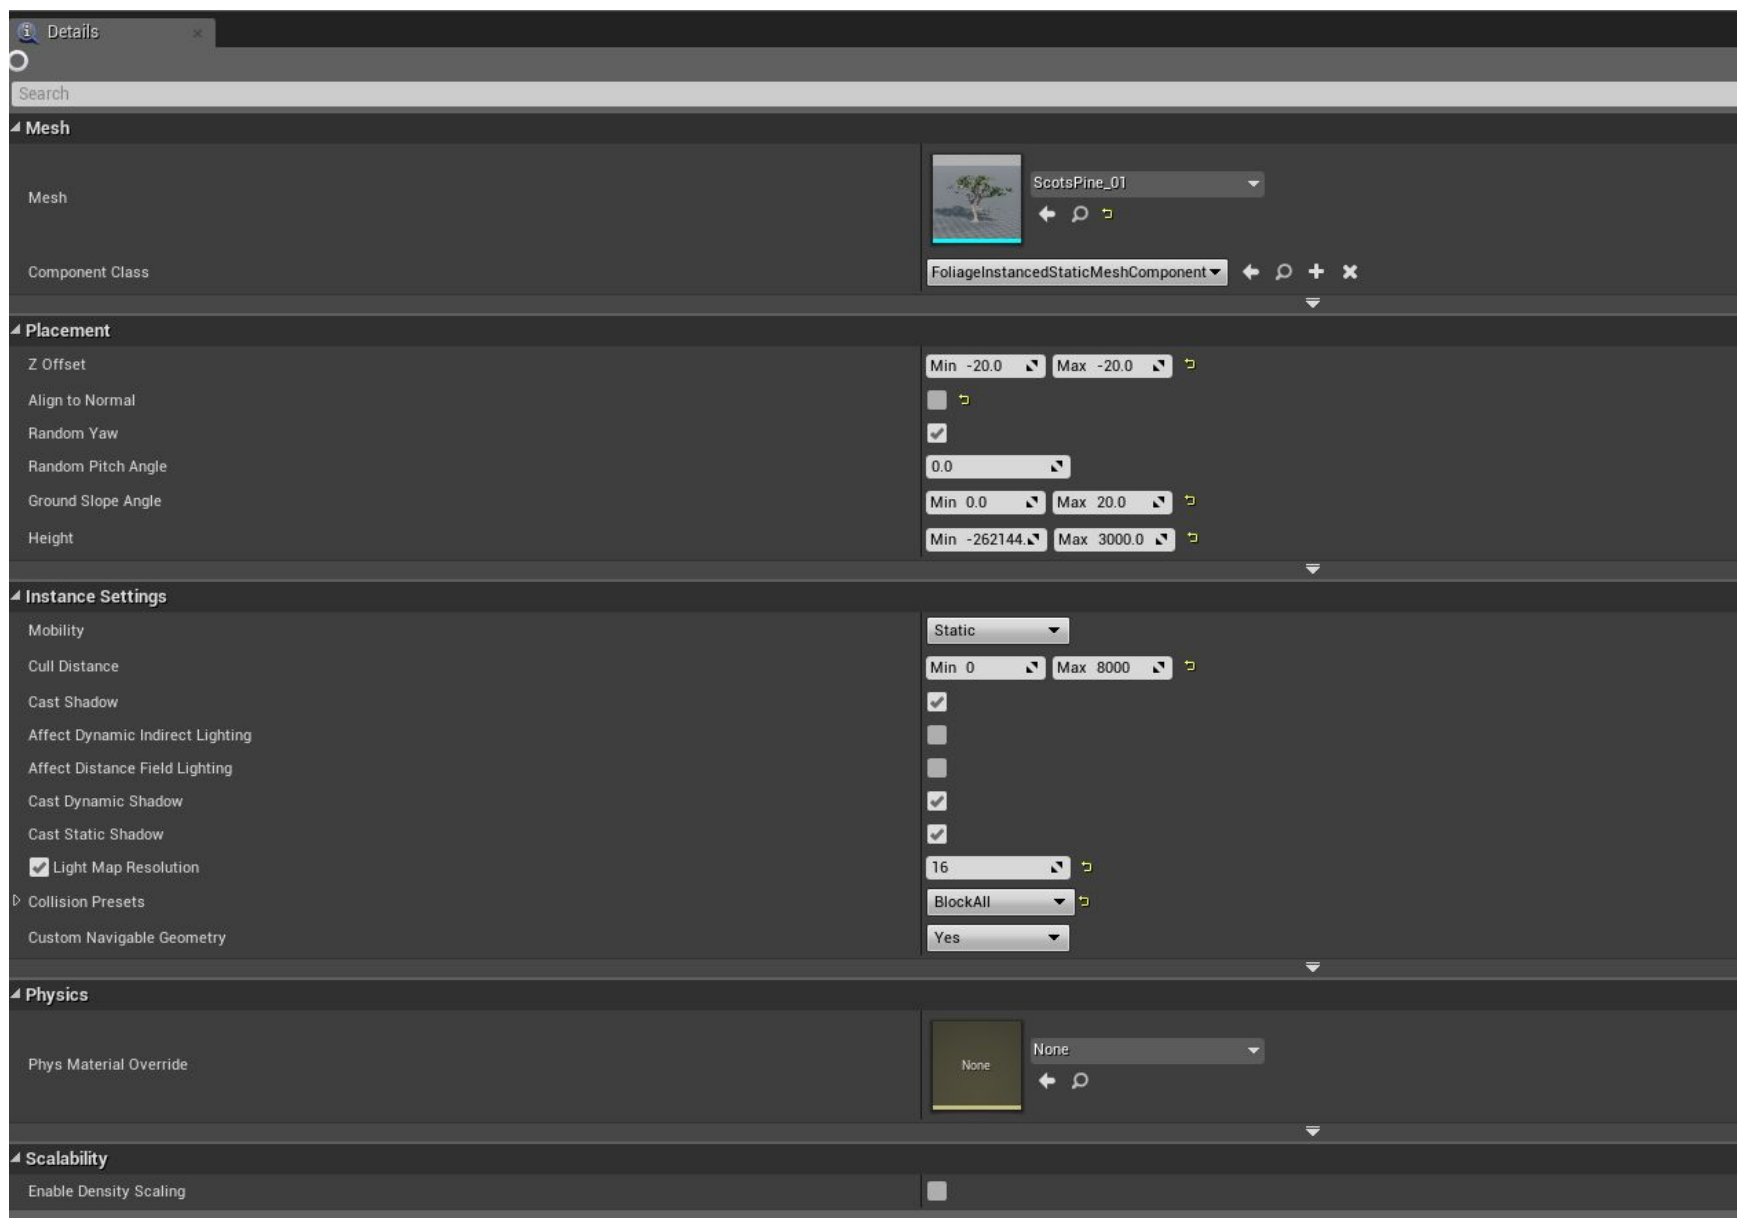 Details
Search
Mesh
Mesh
ScotsPine_01
Component Class
FoliageInstancedStaticMeshComponent
Placement
Z Offset
Min -20.0 Max -20.0
Align to Normal
Random Yaw
Random Pitch Angle
0.0
Ground Slope Angle
Min 0.0 Max 20.0
Height
Min -262144. Max 3000.0
Instance Settings
Mobility
Static
Cull Distance
Min 0 Max 8000
Cast Shadow
Affect Dynamic Indirect Lighting
Affect Distance Field Lighting
Cast Dynamic Shadow
Cast Static Shadow
Light Map Resolution
16
Collision Presets
BlockAll
Custom Navigable Geometry
Yes
Physics
Phys Material Override
None
None
Scalability
Enable Density Scaling